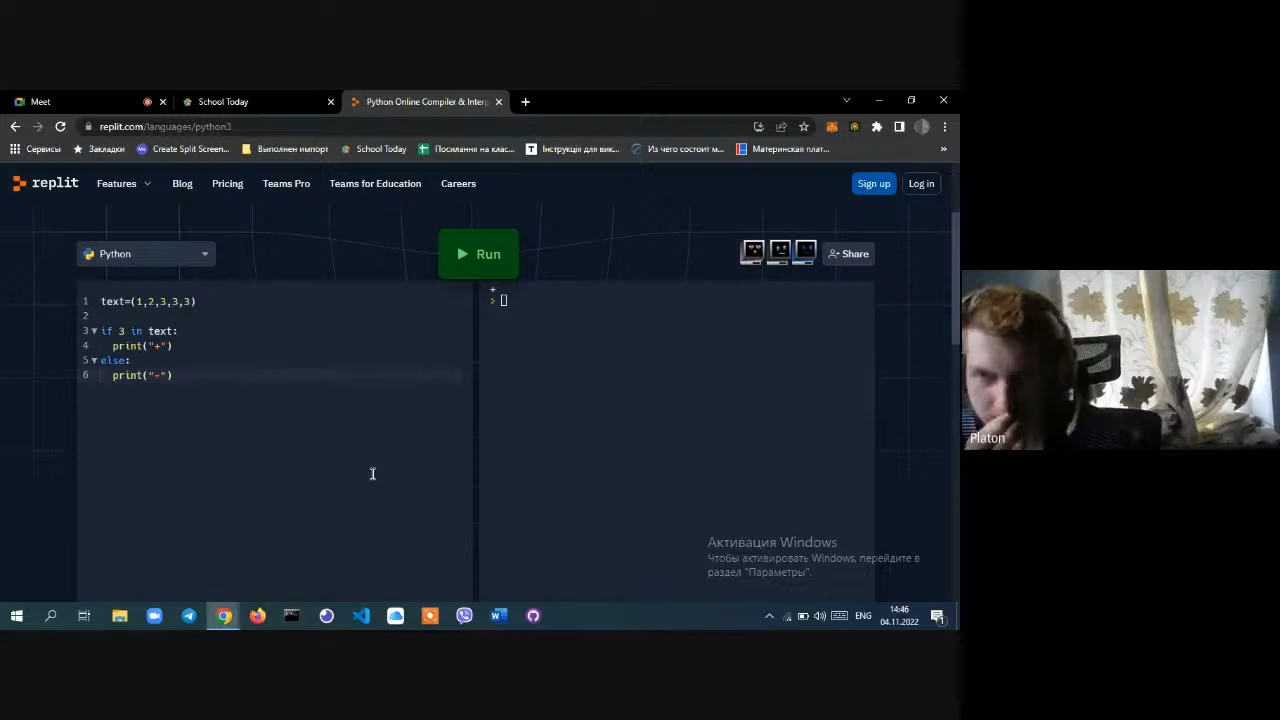 Meet
School Today
Python Online Compiler & Interp
replit.com/languages/python3
Сервисы
Закладки
Create Split Screen...
Выполнен импорт
School Today
Посилання на клас...
Інструкція для вик...
Из чего состоит м...
Материнская плат...
replit
Features
Blog
Pricing
Teams Pro
Teams for Education
Careers
Sign up
Log in
Python
Run
Share
1 text=(1,2,3,3,3)
2
3 if 3 in text:
4 print("+")
5 else:
6 print("-")
+
>
Platon
Активация Windows
Чтобы активировать Windows, перейдите в
раздел "Параметры".
ENG
14:46
04.11.2022